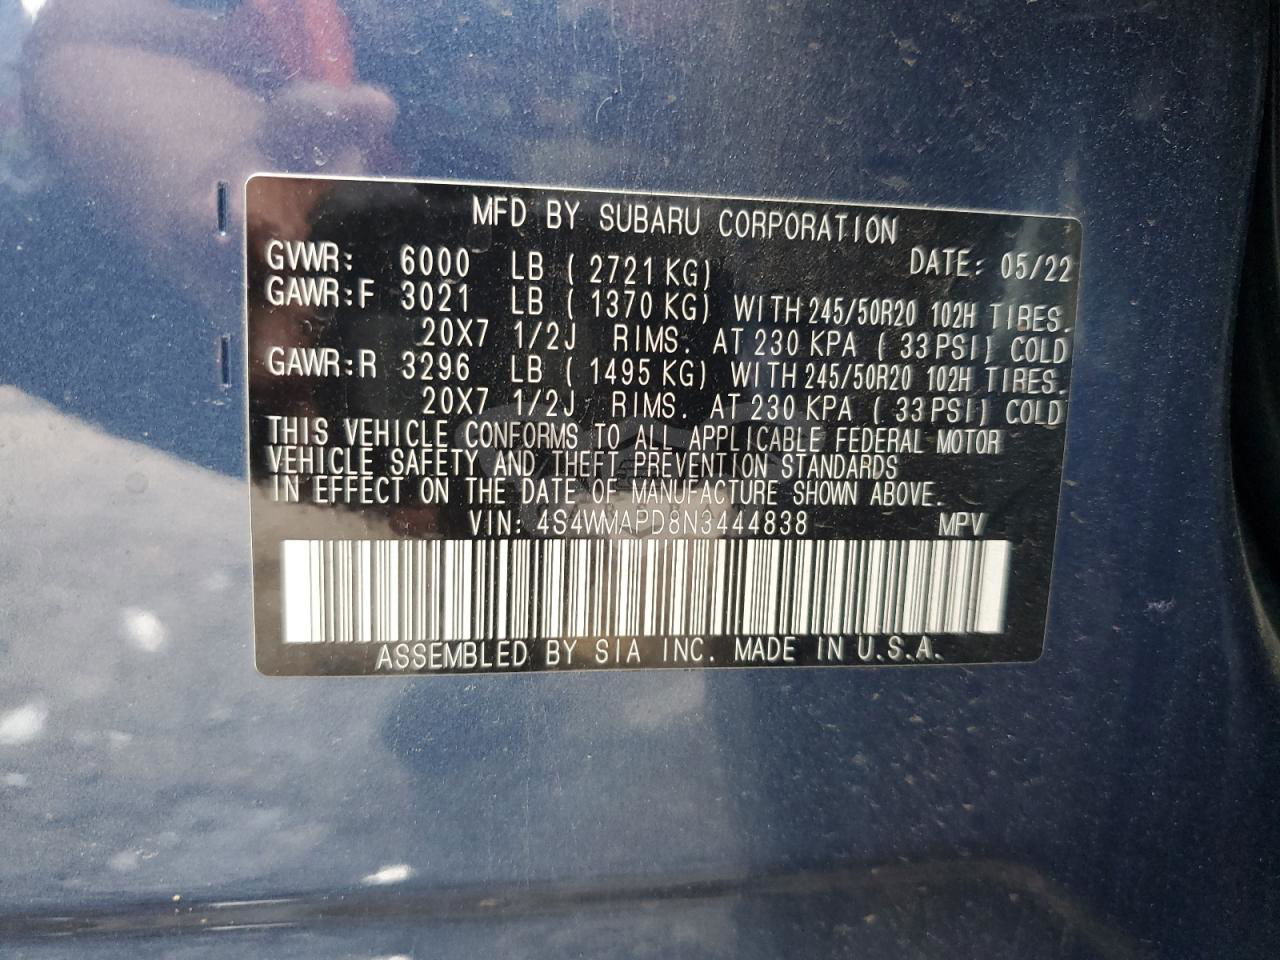 MFD BY SUBARU CORPORATION
GVWR: 6000 LB ( 2721 KG) DATE: 05/22
GAWR:F 3021 LB ( 1370 KG) WITH 245/50R20 102H TIRES.
20X7 1/2J RIMS. AT 230 KPA ( 33 PSI) COLD
GAWR:R 3296 LB ( 1495 KG) WITH 245/50R20 102H TIRES.
20X7 1/2J RIMS. AT 230 KPA ( 33 PSI) COLD
THIS VEHICLE CONFORMS TO ALL APPLICABLE FEDERAL MOTOR
VEHICLE SAFETY AND THEFT PREVENTION STANDARDS
IN EFFECT ON THE DATE OF MANUFACTURE SHOWN ABOVE.
VIN: 4S4WMAPD8N3444838 MPV
ASSEMBLED BY SIA INC. MADE IN U.S.A.